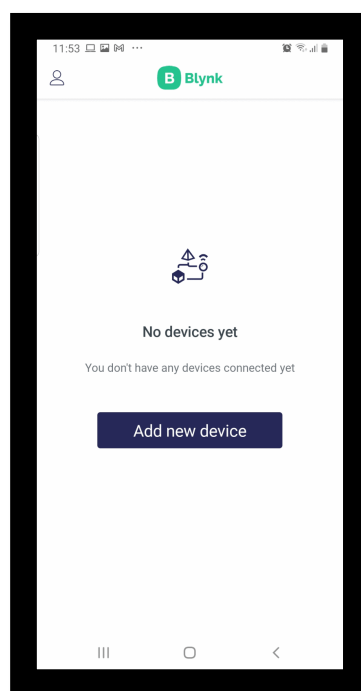 11:53
B Blynk
No devices yet
You don't have any devices connected yet
Add new device